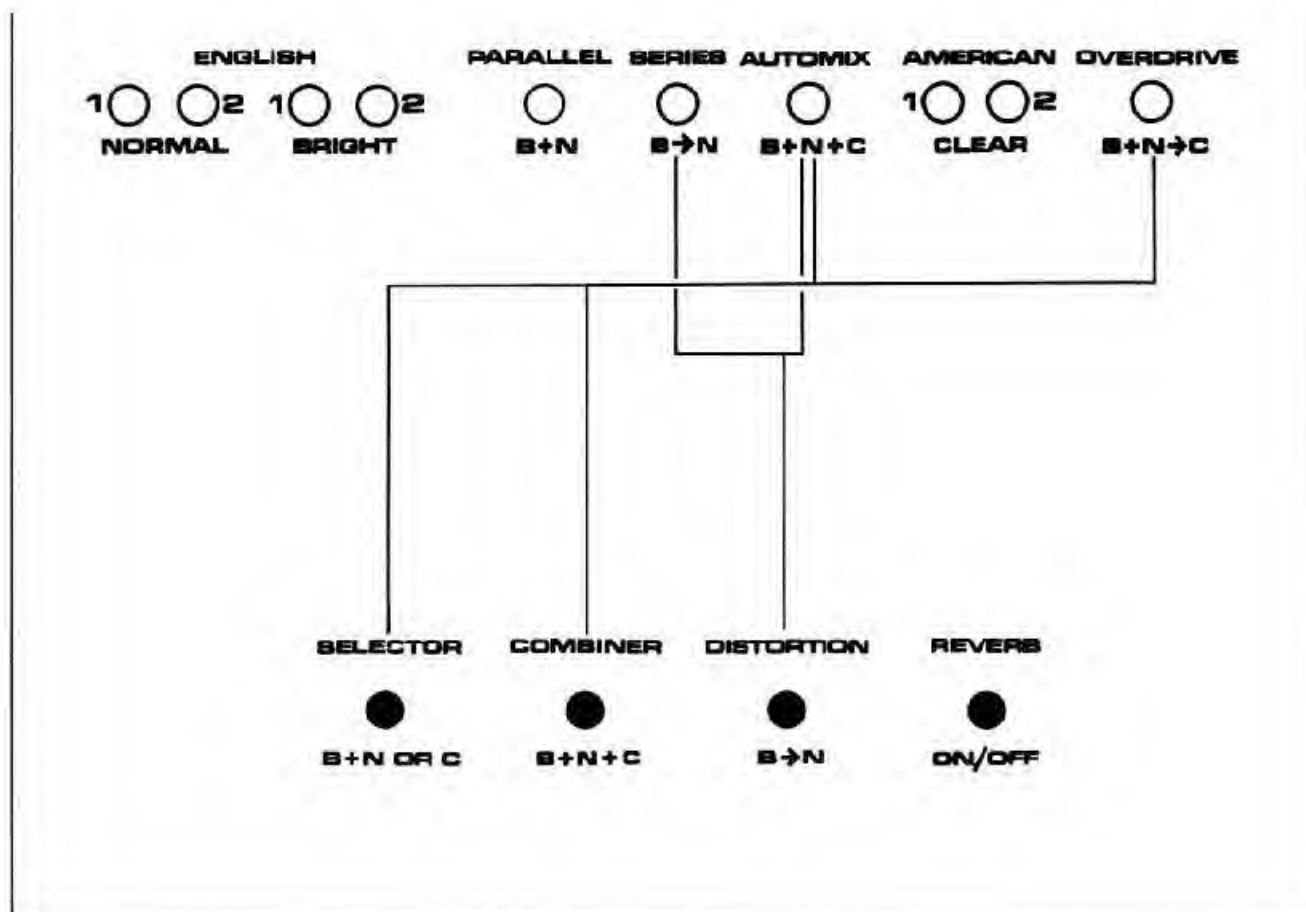 ENGLISH PARALLEL SERIES AUTOMIX AMERICAN OVERDRIVE
1 2 1 2 1 2
NORMAL BRIGHT B+N B→N B+N+C CLEAR B+N→C
SELECTOR COMBINER DISTORTION REVERB
B+N OR C B+N+C B→N ON/OFF